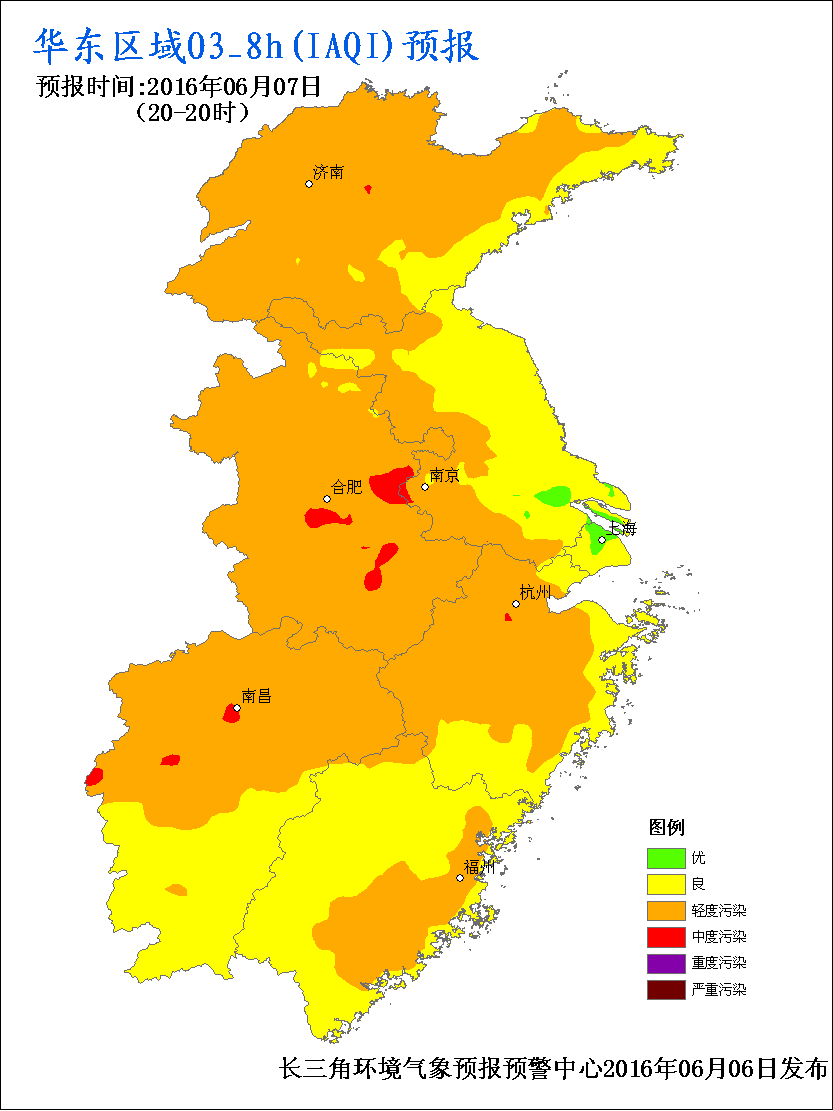 华东区域O3_8h(IAQI)预报
预报时间:2016年06月07日
(20-20时)
济南
南京
合肥
上海
杭州
南昌
福州
图例
优
良
轻度污染
中度污染
重度污染
严重污染
长三角环境气象预报预警中心2016年06月06日发布